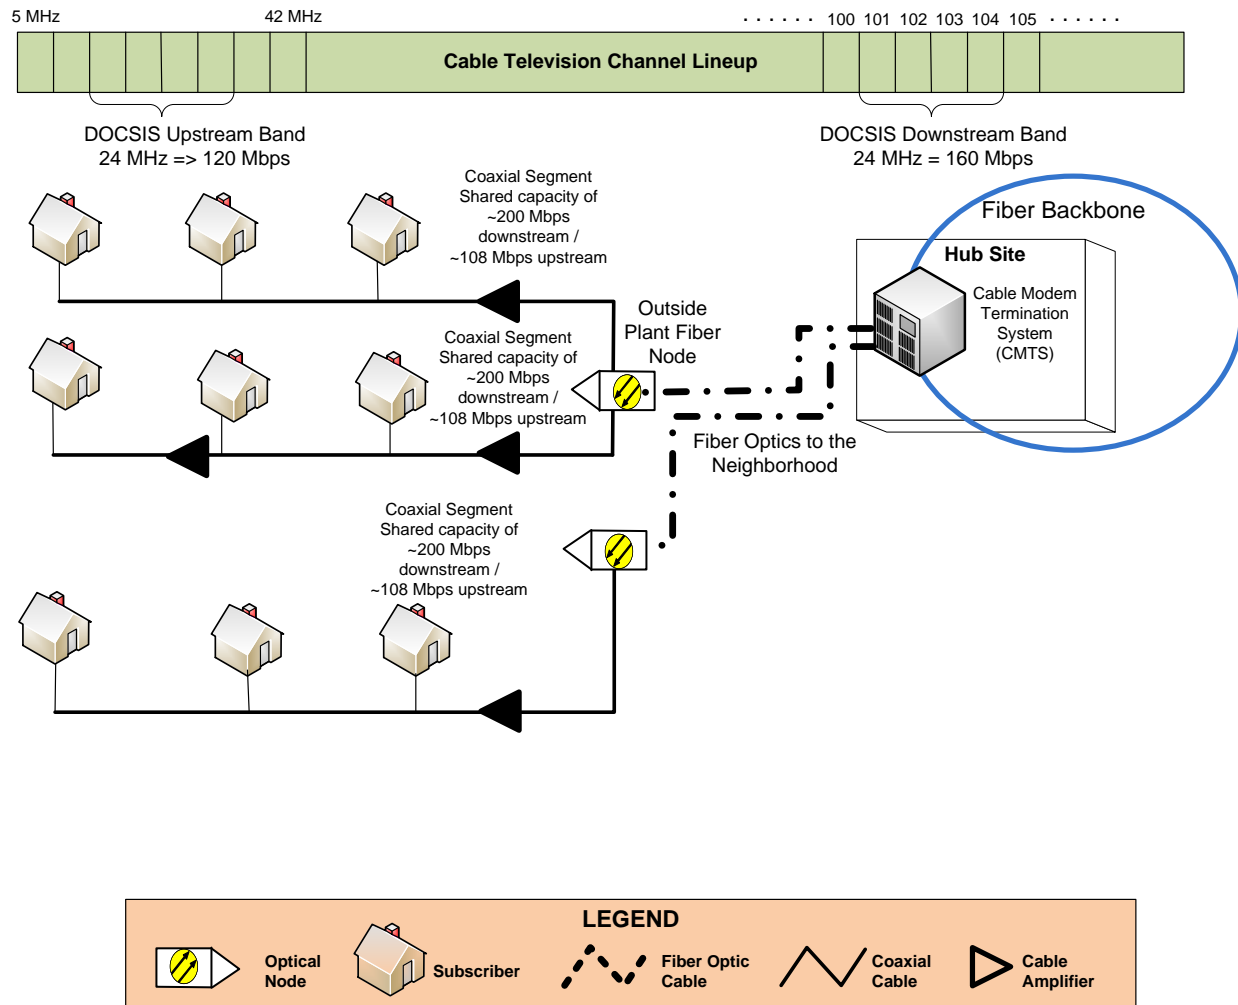 5 MHz
42 MHz
. . . . . . 100 101 102 103 104 105 . . . . . .
Cable Television Channel Lineup
DOCSIS Upstream Band
24 MHz => 120 Mbps
DOCSIS Downstream Band
24 MHz = 160 Mbps
Coaxial Segment
Shared capacity of
~200 Mbps
downstream /
~108 Mbps upstream
Fiber Backbone
Hub Site
Cable Modem
Termination
System
(CMTS)
Outside
Plant Fiber
Node
Coaxial Segment
Shared capacity of
~200 Mbps
downstream /
~108 Mbps upstream
Fiber Optics to the
Neighborhood
Coaxial Segment
Shared capacity of
~200 Mbps
downstream /
~108 Mbps upstream
LEGEND
Optical
Node
Subscriber
Fiber Optic
Cable
Coaxial
Cable
Cable
Amplifier